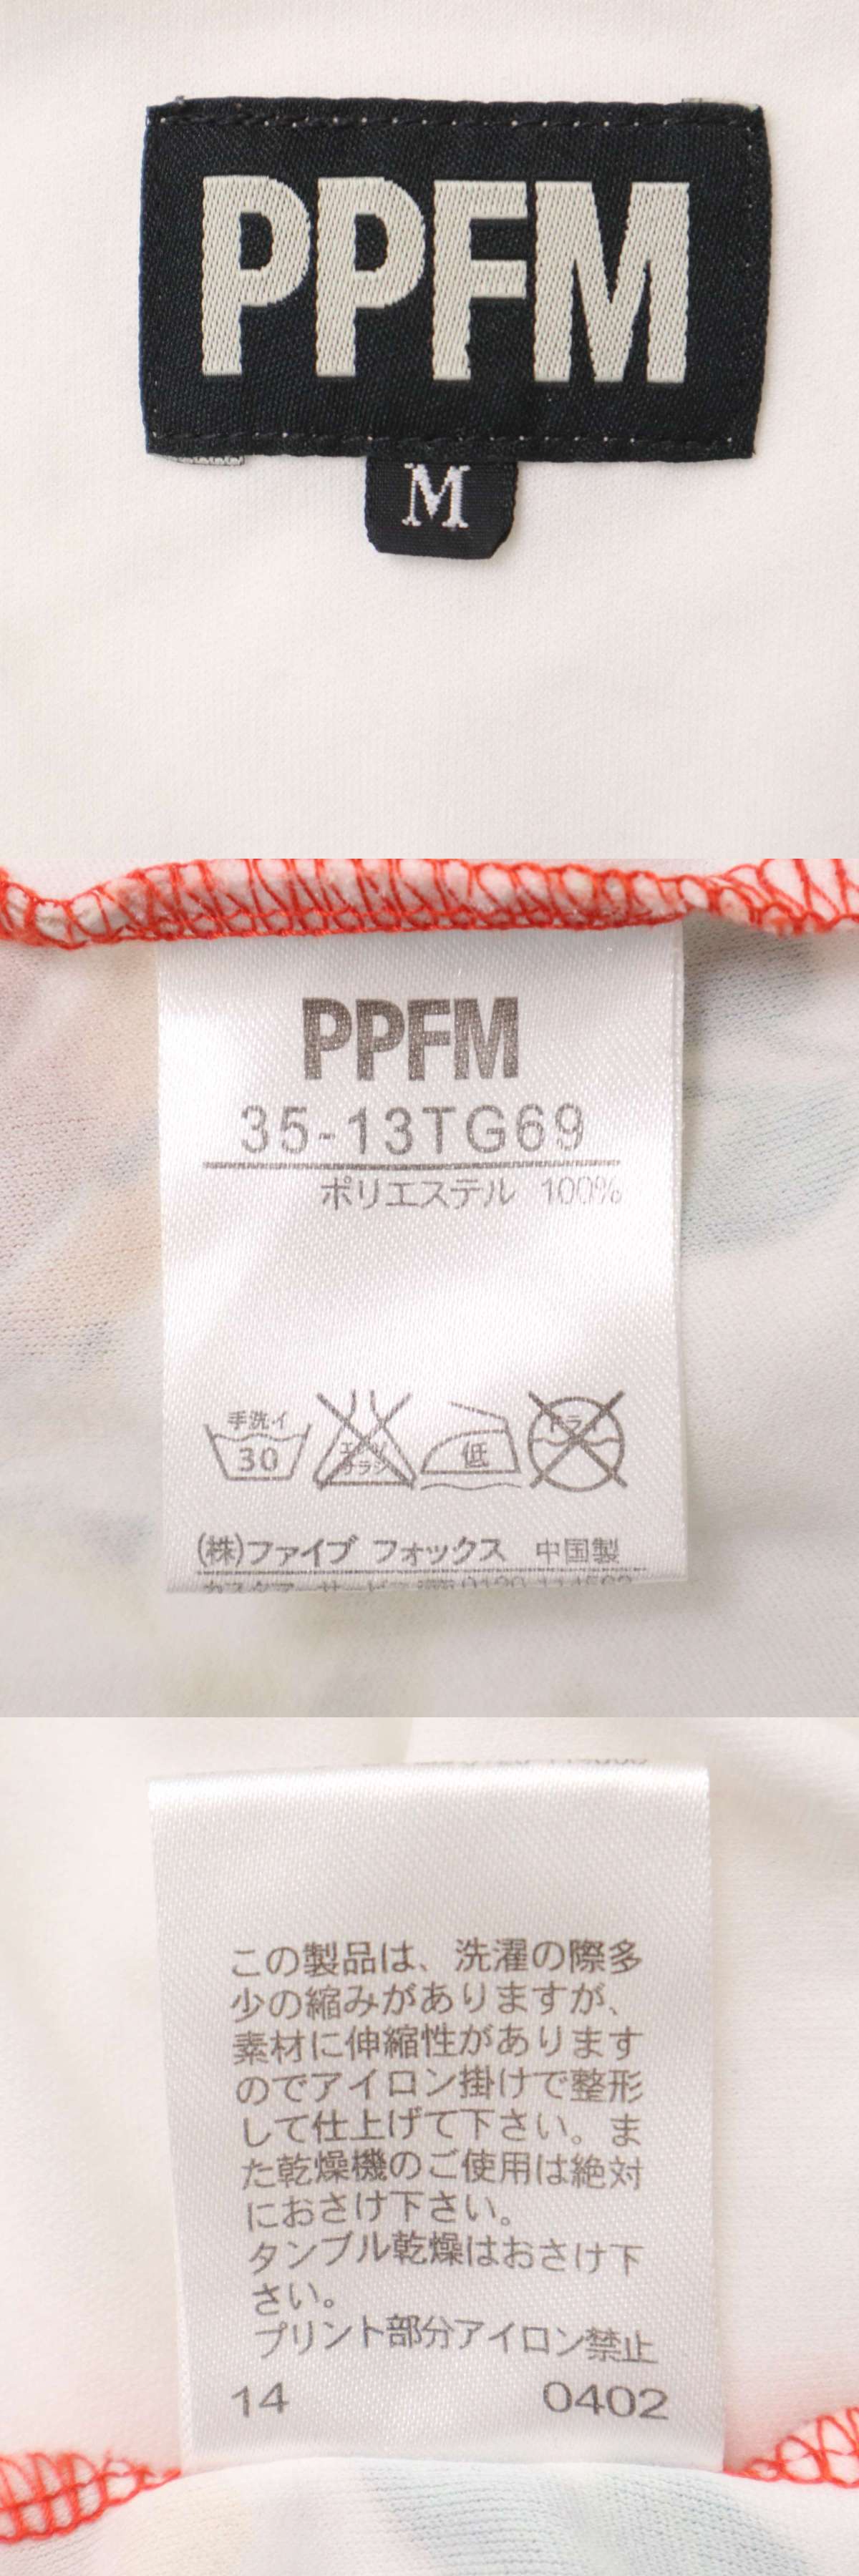 PPFM
M
PPFM
35-13TG69
ポリエステル 100%
手洗イ
30
低
(株)ファイブ フォックス 中国製
この製品は、洗濯の際多
少の縮みがありますが、
素材に伸縮性があります
のでアイロン掛けで整形
して仕上げて下さい。ま
た乾燥機のご使用は絶対
におさけ下さい。
タンブル乾燥はおさけ下
さい。
プリント部分アイロン禁止
14 0402